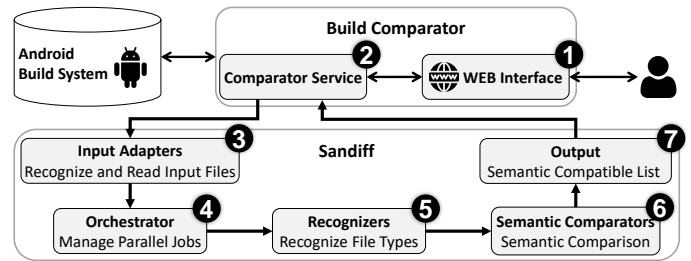 Build Comparator
Android
Build System
2
1
Comparator Service
WWW WEB Interface
3
Sandiff
7
Input Adapters
Recognize and Read Input Files
Output
Semantic Compatible List
4
5
6
Orchestrator
Manage Parallel Jobs
Recognizers
Recognize File Types
Semantic Comparators
Semantic Comparison